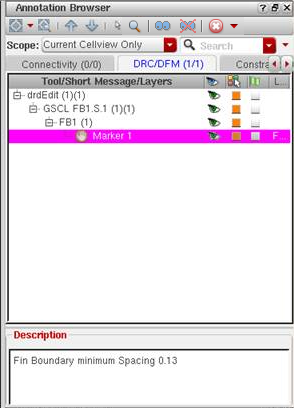 Annotation Browser
Scope: Current Cellview Only Search
Connectivity (0/0) DRC/DFM (1/1) Constra
Tool/Short Message/Layers L...
drdEdit (1)(1)
GSCL FB1.S.1 (1)(1)
FB1 (1)
Marker 1 F...
Description
Fin Boundary minimum Spacing 0.13